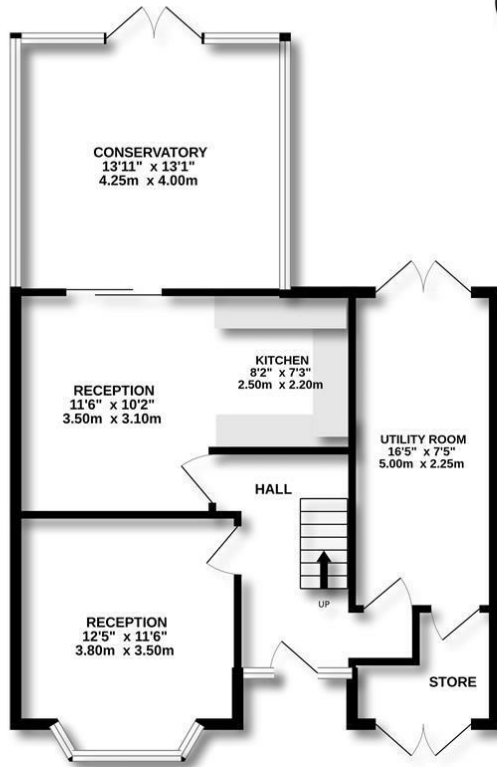 CONSERVATORY
13'11" x 13'1"
4.25m x 4.00m
KITCHEN
8'2" x 7'3"
2.50m x 2.20m
RECEPTION
11'6" x 10'2"
3.50m x 3.10m
UTILITY ROOM
16'5" x 7'5"
5.00m x 2.25m
HALL
UP
RECEPTION
12'5" x 11'6"
3.80m x 3.50m
STORE